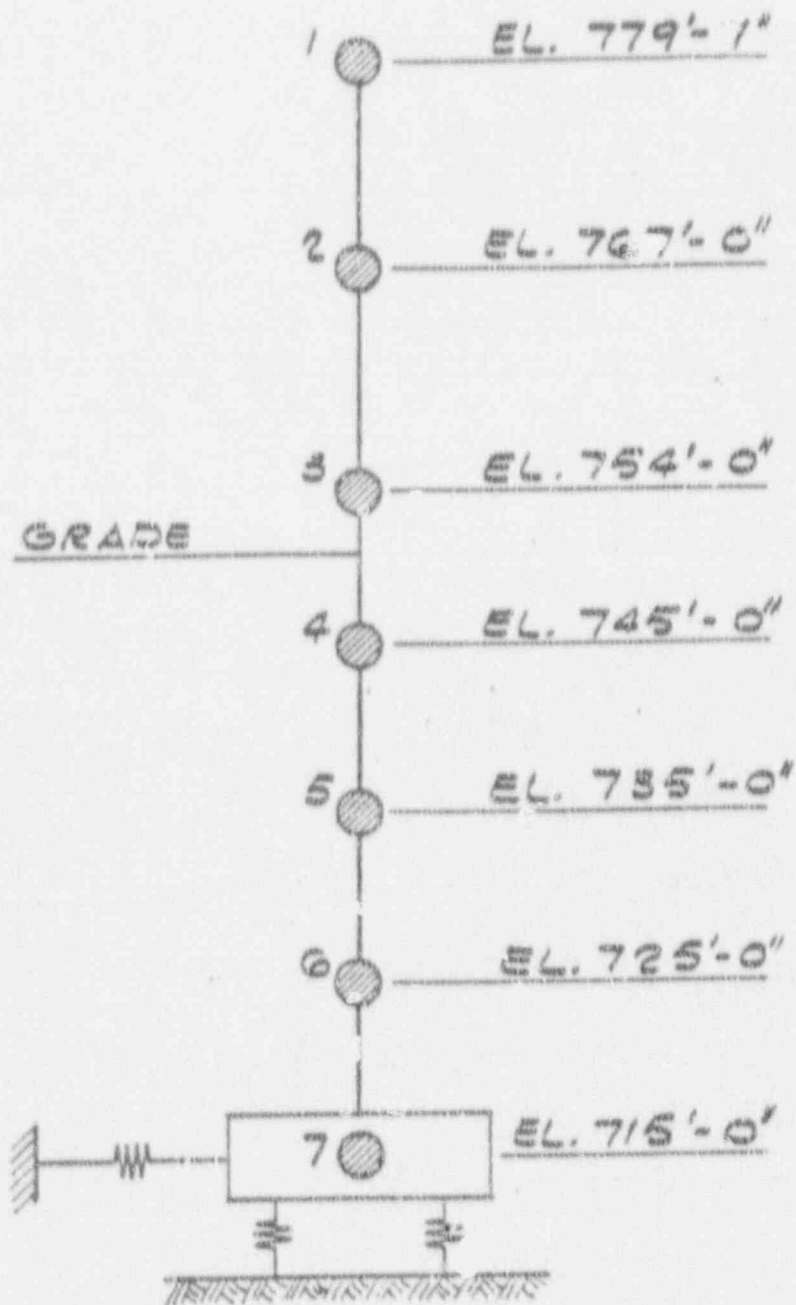 1 EL. 779'-1"
2 EL. 767'-0"
3 EL. 754'-0"
GRADE
4 EL. 745'-0"
5 EL. 735'-0"
6 EL. 725'-0"
7 EL. 715'-0"